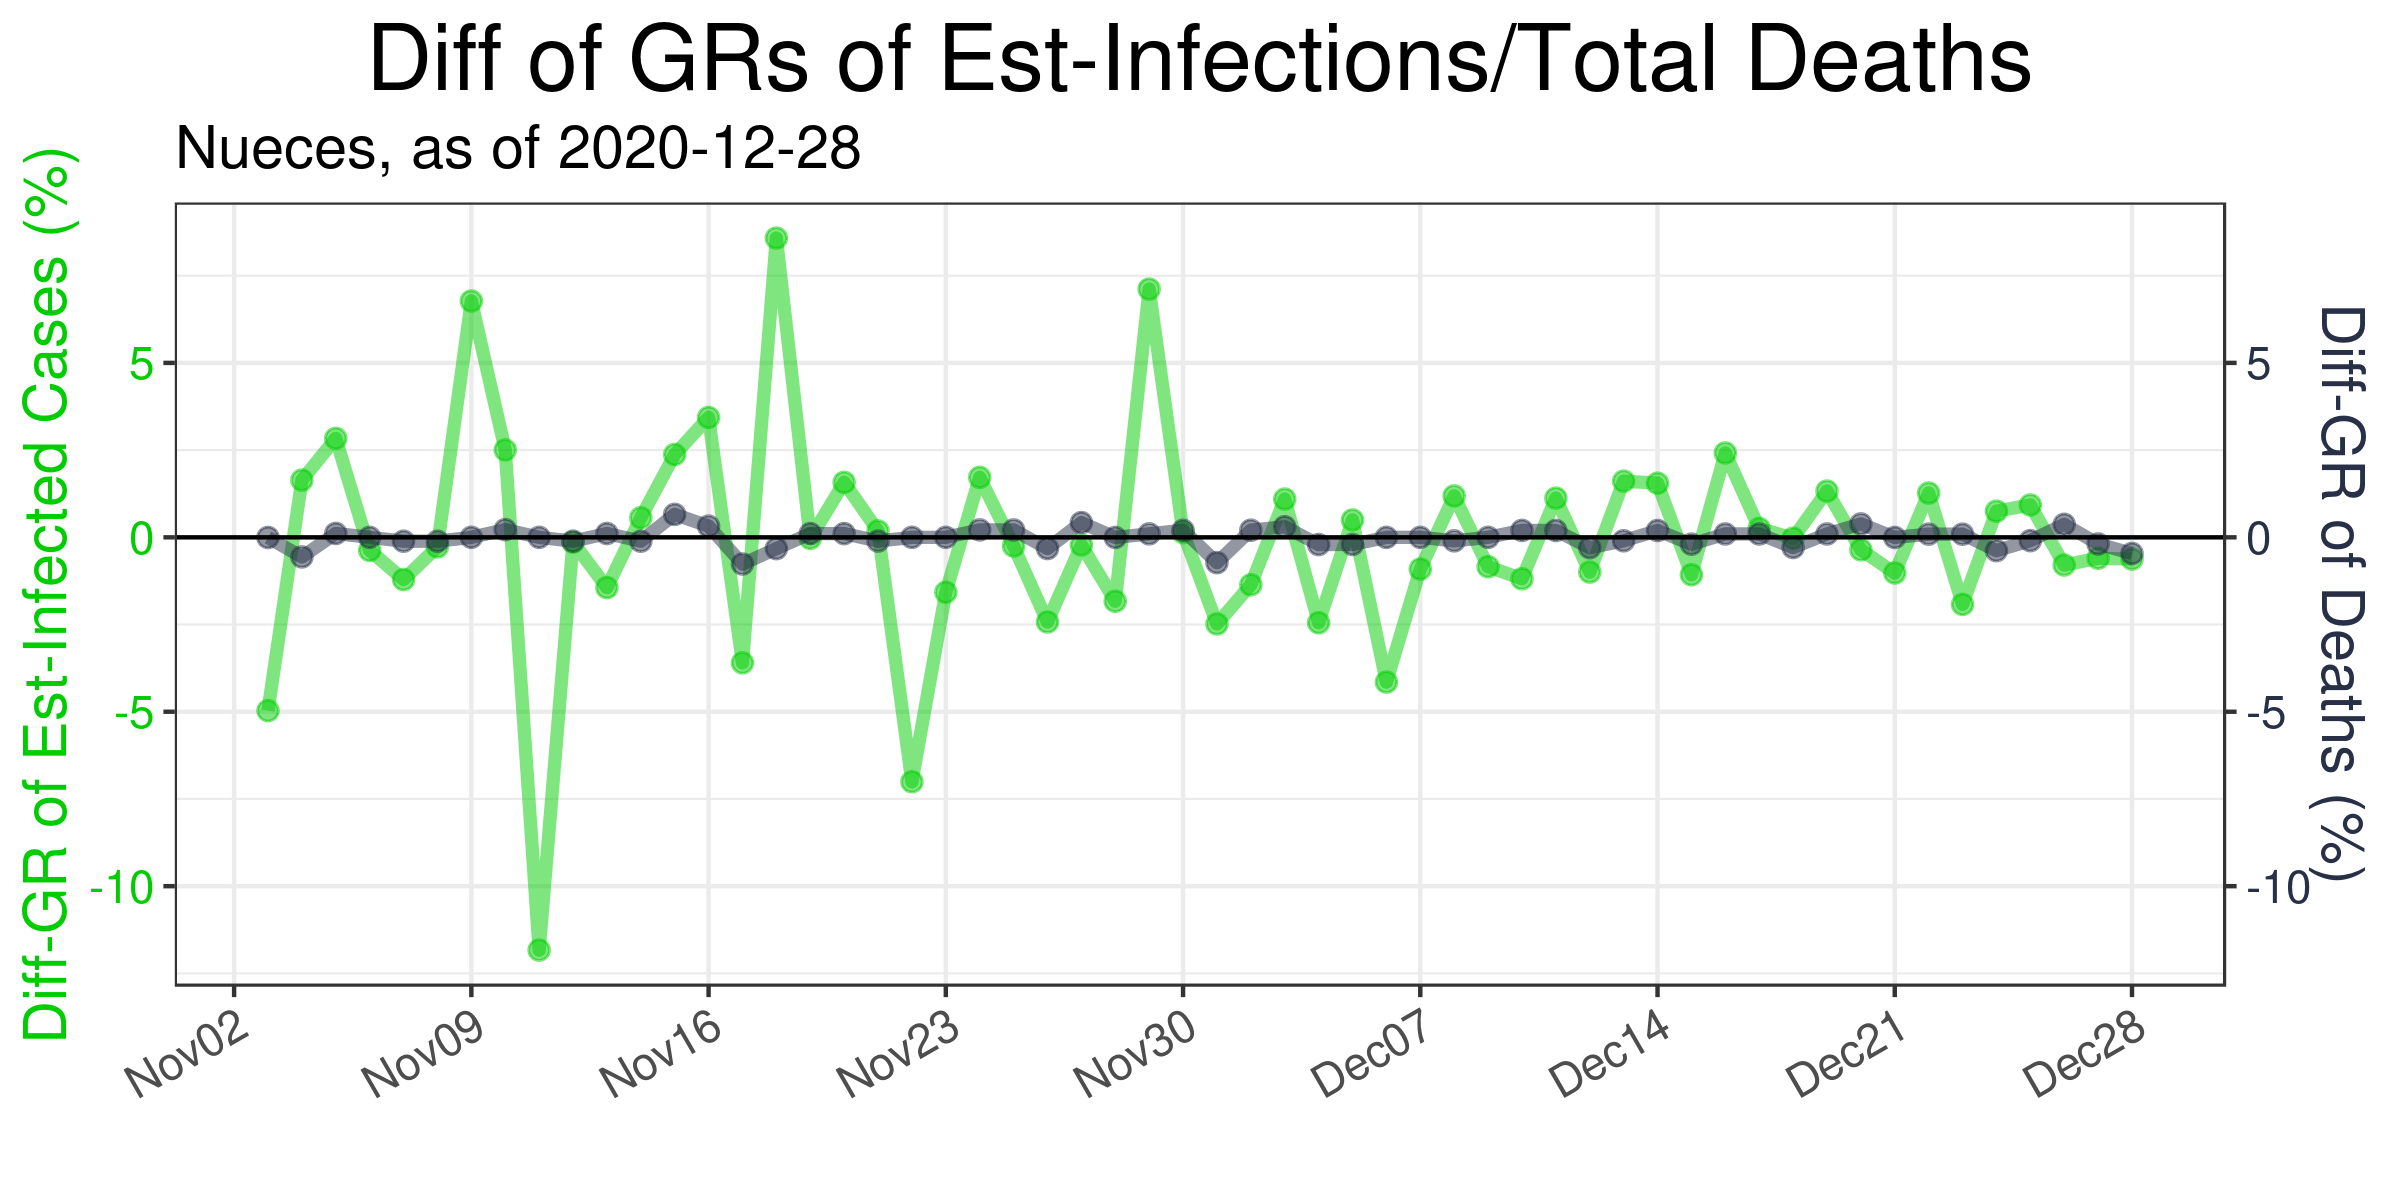 Diff of GRs of Est-Infections/Total Deaths
Nueces, as of 2020-12-28
Diff-GR of Est-Infected Cases (%)
5
0
-5
-10
5
0
-5
-10
Diff-GR of Deaths (%)
Nov02
Nov09
Nov16
Nov23
Nov30
Dec07
Dec14
Dec21
Dec28